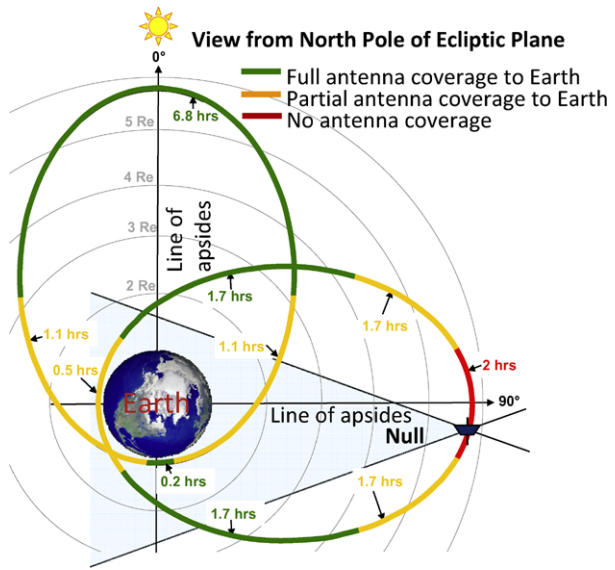 View from North Pole of Ecliptic Plane
0°
Full antenna coverage to Earth
Partial antenna coverage to Earth
No antenna coverage
6.8 hrs
5 Re
4 Re
3 Re
2 Re
Line of
apsides
1.7 hrs
1.7 hrs
1.1 hrs
1.1 hrs
0.5 hrs
2 hrs
Earth
Line of apsides
90°
Null
0.2 hrs
1.7 hrs
1.7 hrs